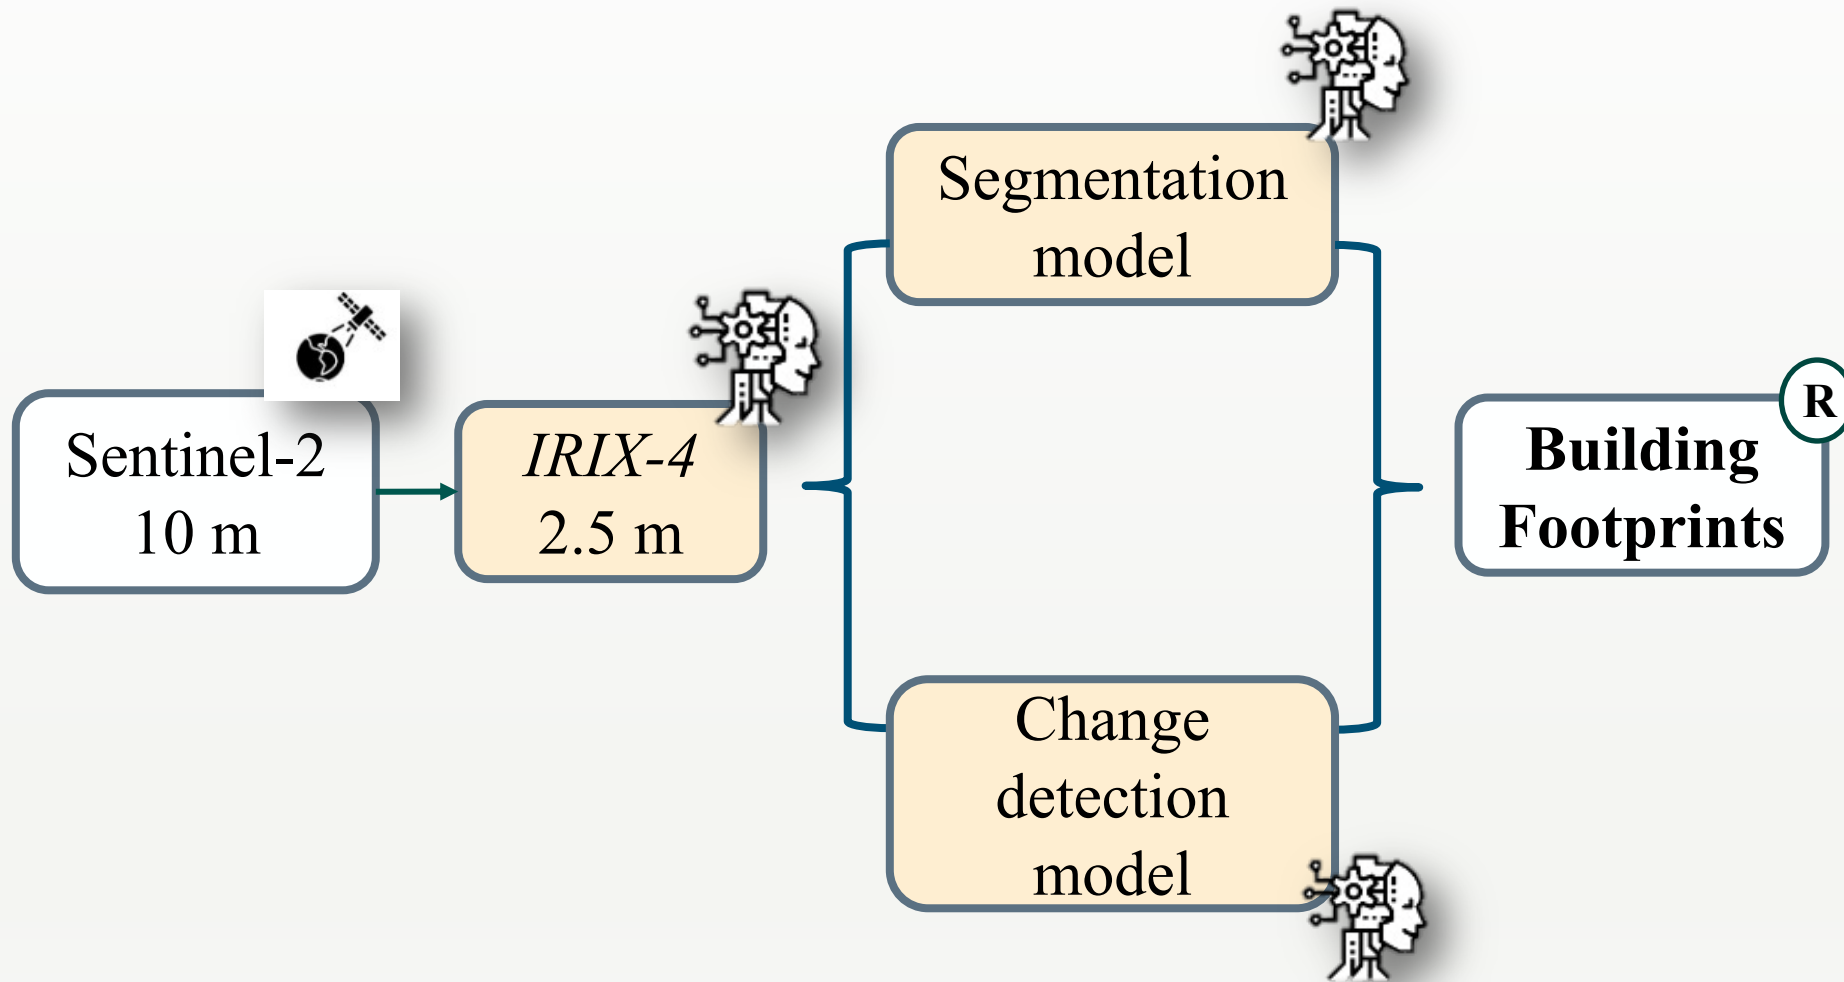 Sentinel-2
10 m
IRIX-4
2.5 m
Segmentation
model
Change
detection
model
R
Building
Footprints